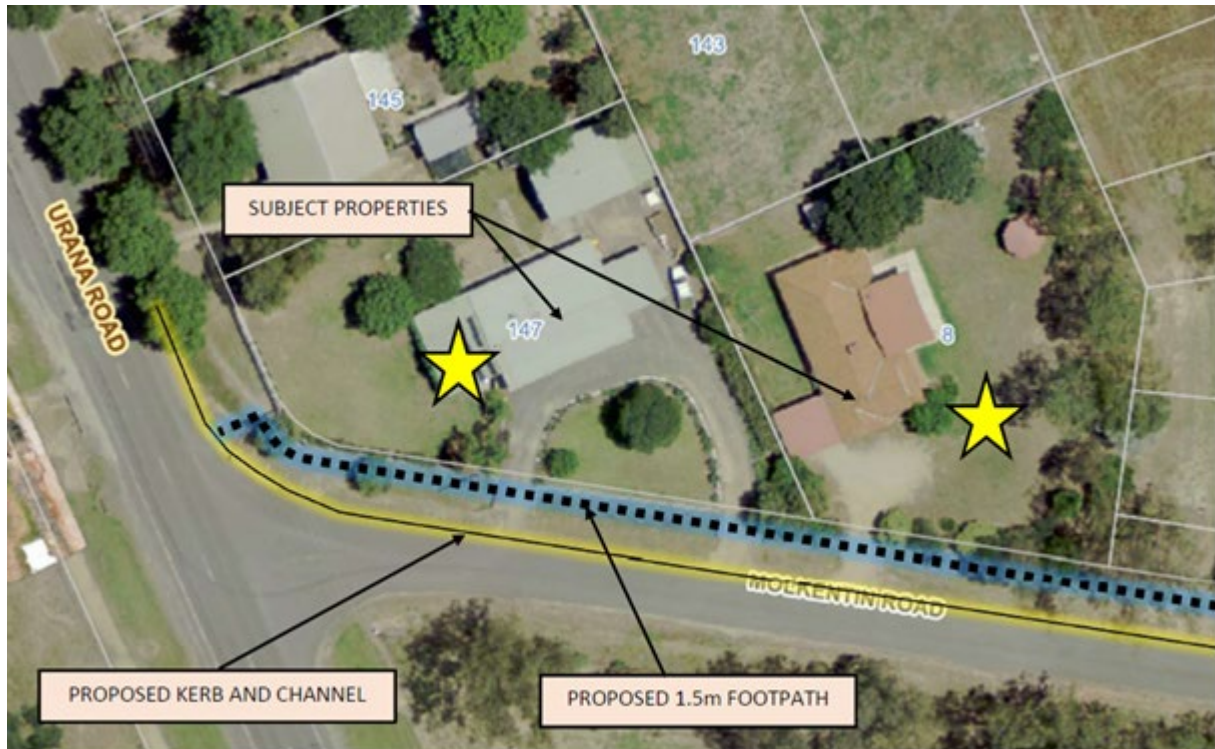 143
145
SUBJECT PROPERTIES
URANA ROAD
147
8
MOLKENTIN ROAD
PROPOSED KERB AND CHANNEL
PROPOSED 1.5m FOOTPATH